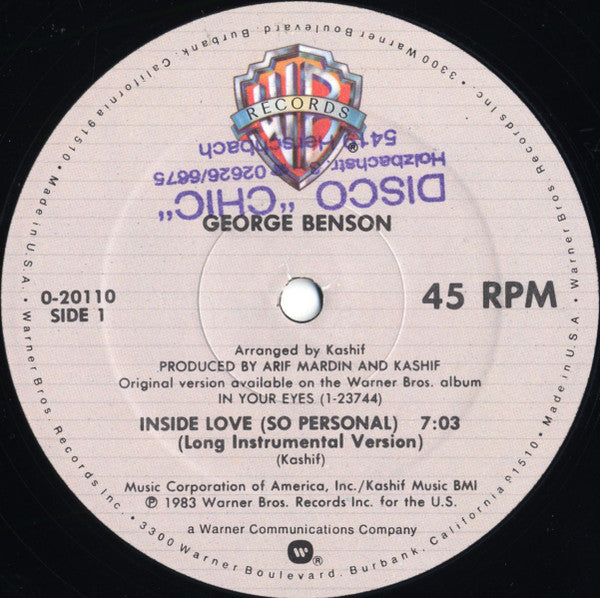 Made in U.S.A. • Warner Bros. Records Inc. • 3300 Warner Boulevard. Burbank, California 91510 • Made in U.S.A. • Warner Bros. Records Inc. • 3300 Warner Boulevard. Burbank, California 91510 •
WB
RECORDS
®
DISCO "CHIC"
Holzbachstr. 02626/6675
5419 Herschbach
GEORGE BENSON
0-20110
SIDE 1
45 RPM
Arranged by Kashif
PRODUCED BY ARIF MARDIN AND KASHIF
Original version available on the Warner Bros. album
IN YOUR EYES (1-23744)
INSIDE LOVE (SO PERSONAL) 7:03
(Long Instrumental Version)
(Kashif)
Music Corporation of America, Inc./Kashif Music BMI
℗ 1983 Warner Bros. Records Inc. for the U.S.
a Warner Communications Company
W ®